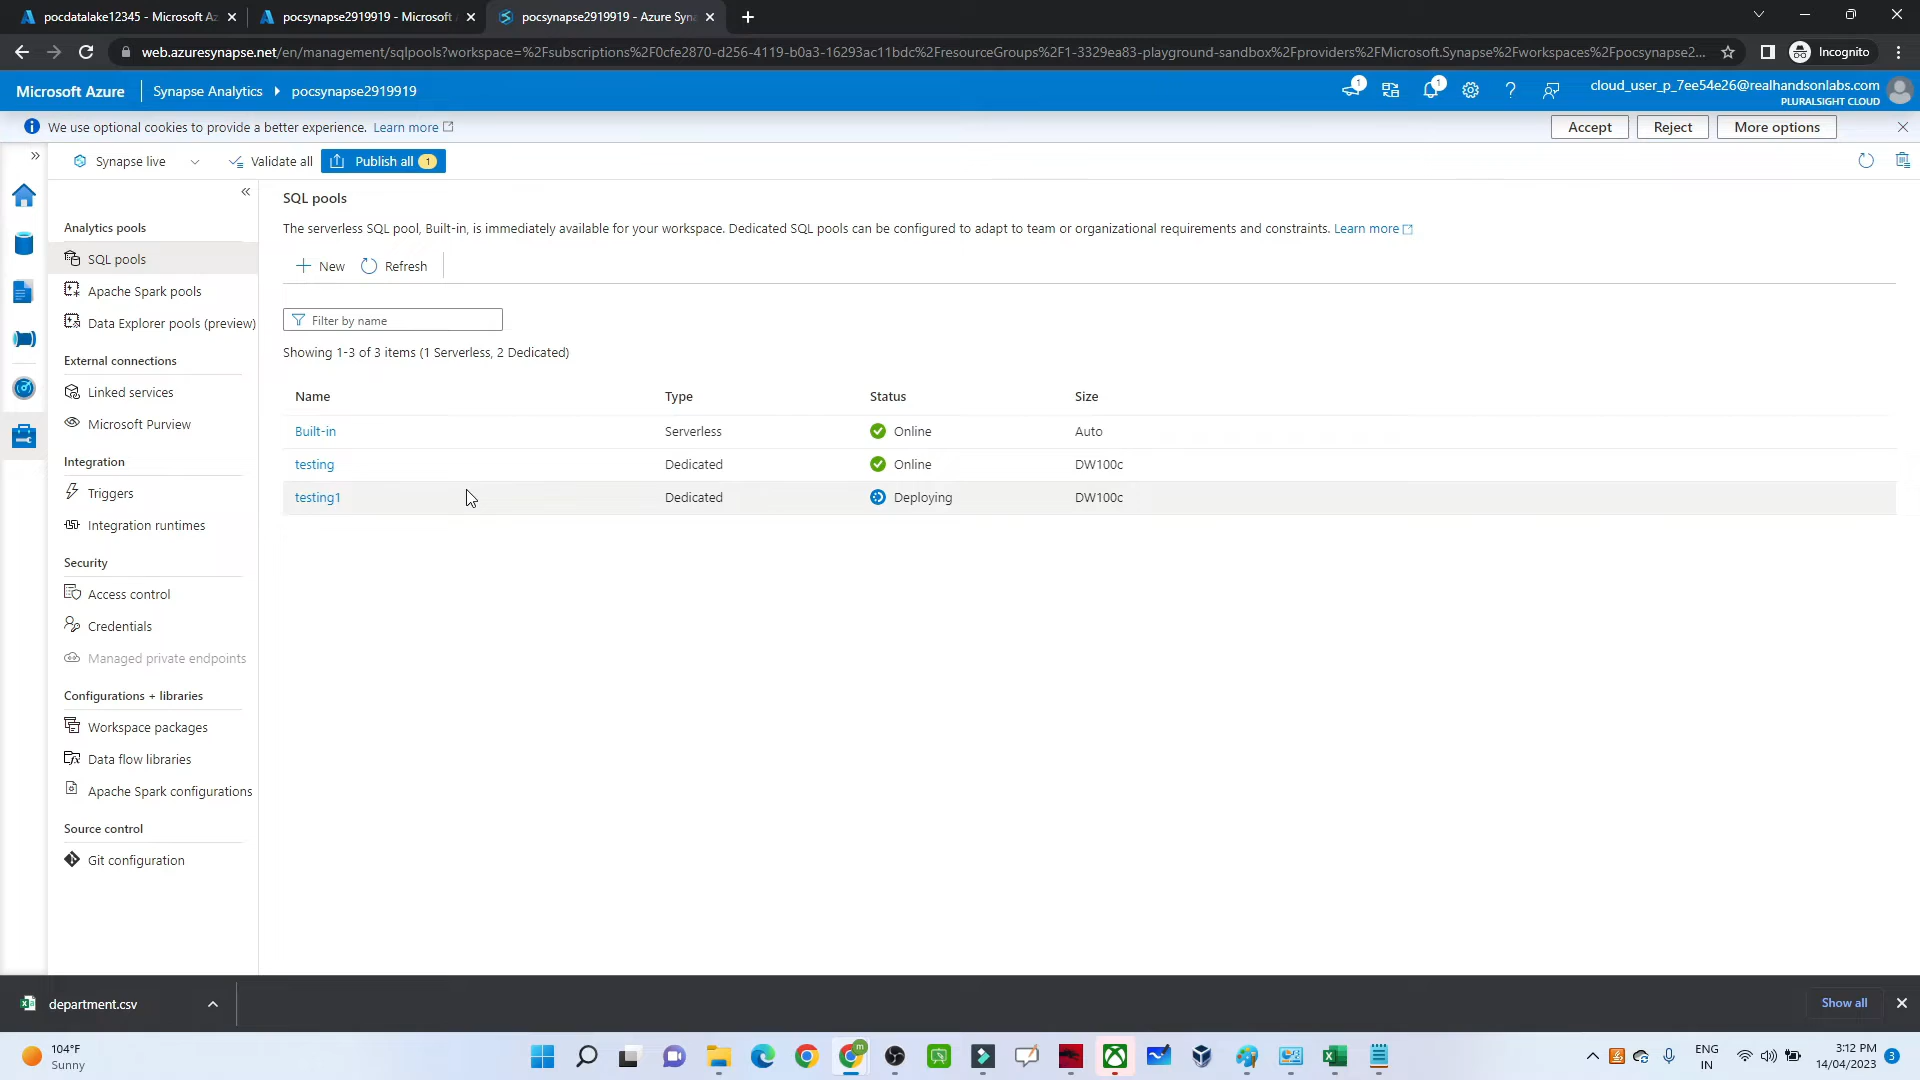 pocdatalake12345 - Microsoft Az
pocsynapse2919919 - Microsoft
pocsynapse2919919 - Azure Syn
web.azuresynapse.net/en/management/sqlpools?workspace=%2Fsubscriptions%2F0cfe2870-d256-4119-b0a3-16293ac11bdc%2FresourceGroups%2F1-3329ea83-playground-sandbox%2Fproviders%2FMicrosoft.Synapse%2Fworkspaces%2Fpocsynapse2...
Incognito
Microsoft Azure
Synapse Analytics
pocsynapse2919919
1
1
cloud_user_p_7ee54e26@realhandsonlabs.com
PLURALSIGHT CLOUD
We use optional cookies to provide a better experience. Learn more
Accept
Reject
More options
Synapse live
Validate all
Publish all 1
Analytics pools
SQL pools
Apache Spark pools
Data Explorer pools (preview)
External connections
Linked services
Microsoft Purview
Integration
Triggers
Integration runtimes
Security
Access control
Credentials
Managed private endpoints
Configurations + libraries
Workspace packages
Data flow libraries
Apache Spark configurations
Source control
Git configuration
SQL pools
The serverless SQL pool, Built-in, is immediately available for your workspace. Dedicated SQL pools can be configured to adapt to team or organizational requirements and constraints. Learn more
New
Refresh
Filter by name
Showing 1-3 of 3 items (1 Serverless, 2 Dedicated)
Name Type Status Size
Built-in Serverless Online Auto
testing Dedicated Online DW100c
testing1 Dedicated Deploying DW100c
department.csv
Show all
104°F
Sunny
m
ENG
IN
3:12 PM
14/04/2023
3